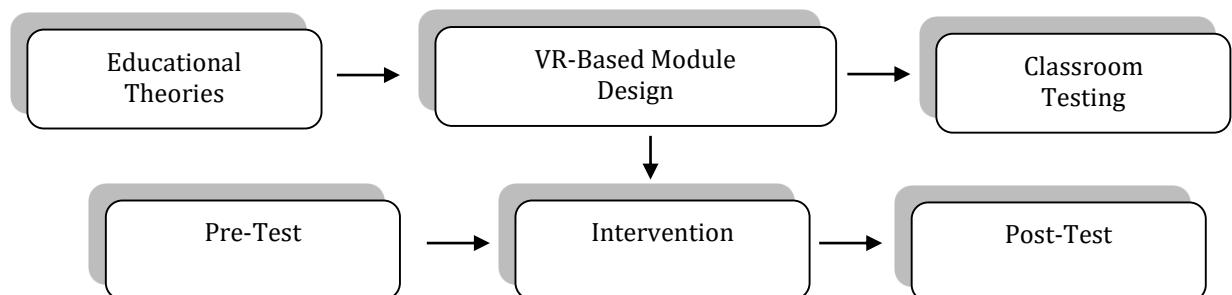 Educational
Theories
VR-Based Module
Design
Classroom
Testing
Pre-Test
Intervention
Post-Test